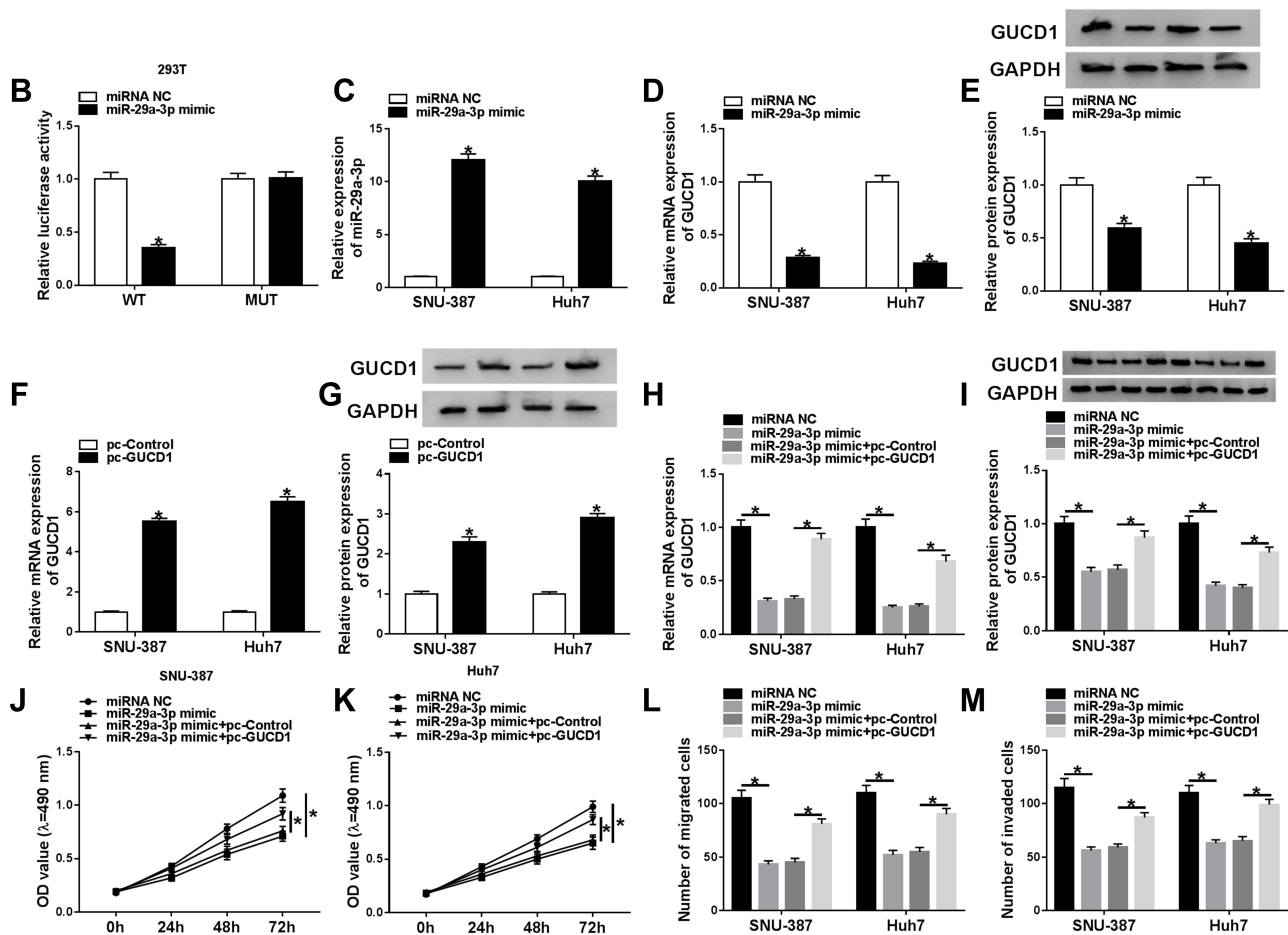 293T
B
miRNA NC
miR-29a-3p mimic
Relative luciferase activity
1.5
1.0
0.5
0.0
WT
MUT
*
C
miRNA NC
miR-29a-3p mimic
Relative expression
of miR-29a-3p
15
10
5
0
SNU-387
Huh7
*
*
D
miRNA NC
miR-29a-3p mimic
Relative mRNA expression
of GUCD1
1.5
1.0
0.5
0.0
SNU-387
Huh7
*
*
E
GUCD1
GAPDH
miRNA NC
miR-29a-3p mimic
Relative protein expression
of GUCD1
1.5
1.0
0.5
0.0
SNU-387
Huh7
*
*
F
pc-Control
pc-GUCD1
Relative mRNA expression
of GUCD1
8
6
4
2
0
SNU-387
Huh7
*
*
G
GUCD1
GAPDH
pc-Control
pc-GUCD1
Relative protein expression
of GUCD1
4
3
2
1
0
SNU-387
Huh7
*
*
H
miRNA NC
miR-29a-3p mimic
miR-29a-3p mimic+pc-Control
miR-29a-3p mimic+pc-GUCD1
Relative mRNA expression
of GUCD1
1.5
1.0
0.5
0.0
SNU-387
Huh7
*
*
*
*
I
GUCD1
GAPDH
miRNA NC
miR-29a-3p mimic
miR-29a-3p mimic+pc-Control
miR-29a-3p mimic+pc-GUCD1
Relative protein expression
of GUCD1
1.5
1.0
0.5
0.0
SNU-387
Huh7
*
*
*
*
SNU-387
J
miRNA NC
miR-29a-3p mimic
miR-29a-3p mimic+pc-Control
miR-29a-3p mimic+pc-GUCD1
OD value (λ=490 nm)
1.5
1.0
0.5
0.0
0h
24h
48h
72h
*
*
Huh7
K
miRNA NC
miR-29a-3p mimic
miR-29a-3p mimic+pc-Control
miR-29a-3p mimic+pc-GUCD1
OD value (λ=490 nm)
1.5
1.0
0.5
0.0
0h
24h
48h
72h
*
*
L
miRNA NC
miR-29a-3p mimic
miR-29a-3p mimic+pc-Control
miR-29a-3p mimic+pc-GUCD1
Number of migrated cells
150
100
50
0
SNU-387
Huh7
*
*
*
*
M
miRNA NC
miR-29a-3p mimic
miR-29a-3p mimic+pc-Control
miR-29a-3p mimic+pc-GUCD1
Number of invaded cells
150
100
50
0
SNU-387
Huh7
*
*
*
*